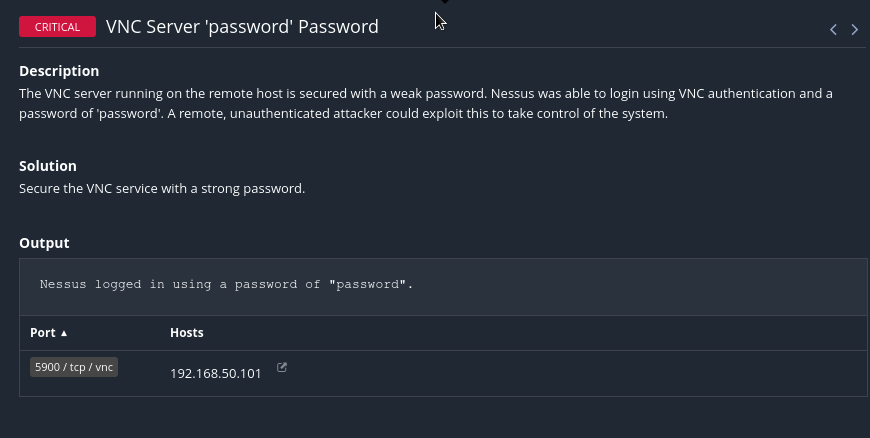 CRITICAL VNC Server 'password' Password
Description
The VNC server running on the remote host is secured with a weak password. Nessus was able to login using VNC authentication and a
password of 'password'. A remote, unauthenticated attacker could exploit this to take control of the system.
Solution
Secure the VNC service with a strong password.
Output
Nessus logged in using a password of "password".
Port ▲ Hosts
5900 / tcp / vnc 192.168.50.101